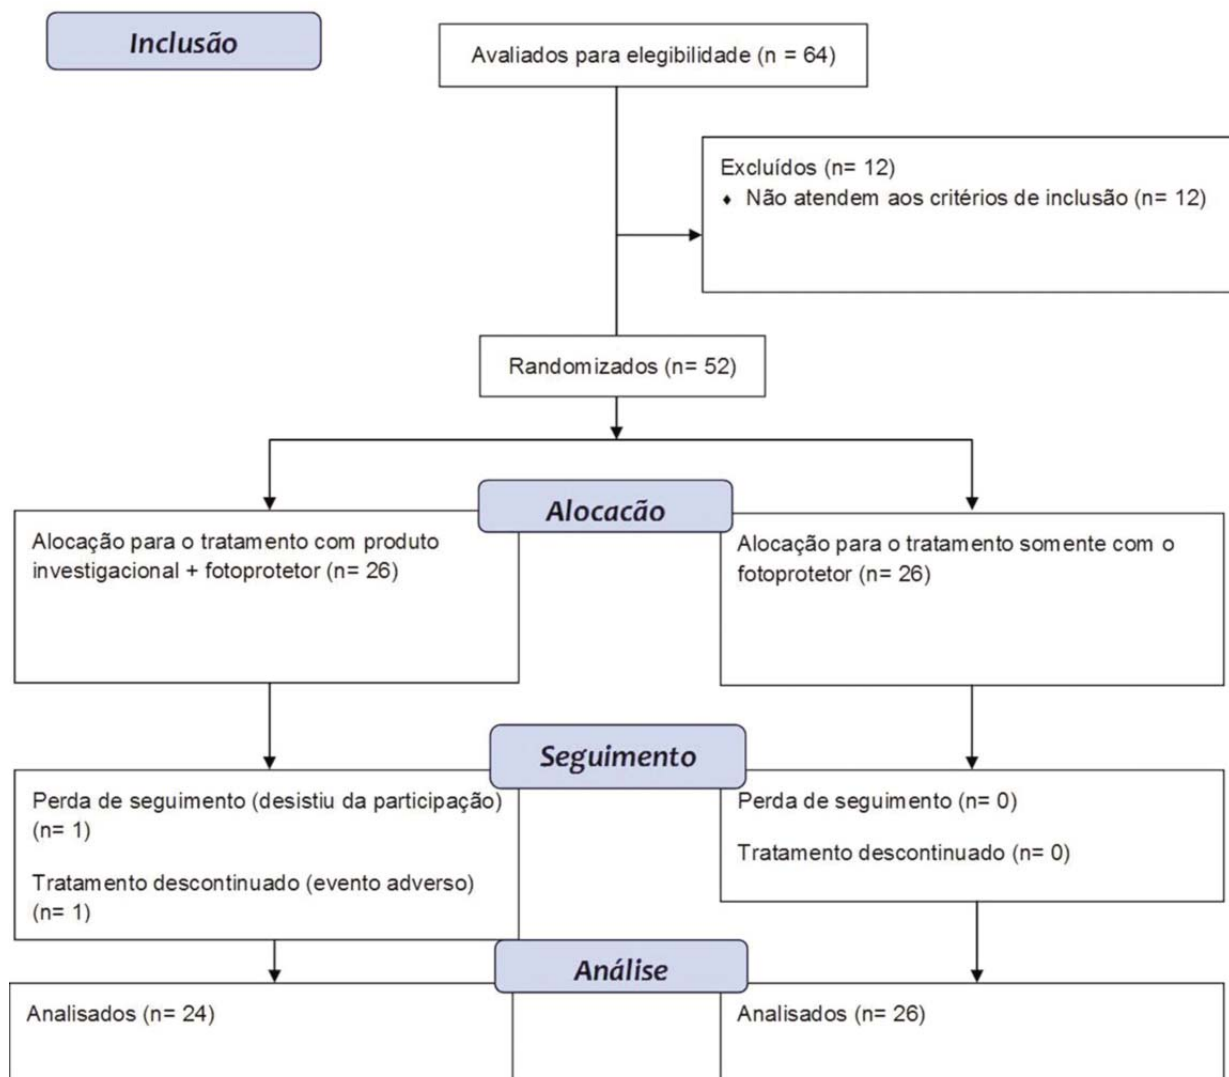 Inclusão
Avaliados para elegibilidade (n = 64)
Excluídos (n= 12)
♦ Não atendem aos critérios de inclusão (n= 12)
Randomizados (n= 52)
Alocacão
Alocação para o tratamento com produto
investigacional + fotoprotetor (n= 26)
Alocação para o tratamento somente com o
fotoprotetor (n= 26)
Seguimento
Perda de seguimento (desistiu da participação)
(n= 1)
Tratamento descontinuado (evento adverso)
(n= 1)
Perda de seguimento (n= 0)
Tratamento descontinuado (n= 0)
Análise
Analisados (n= 24)
Analisados (n= 26)